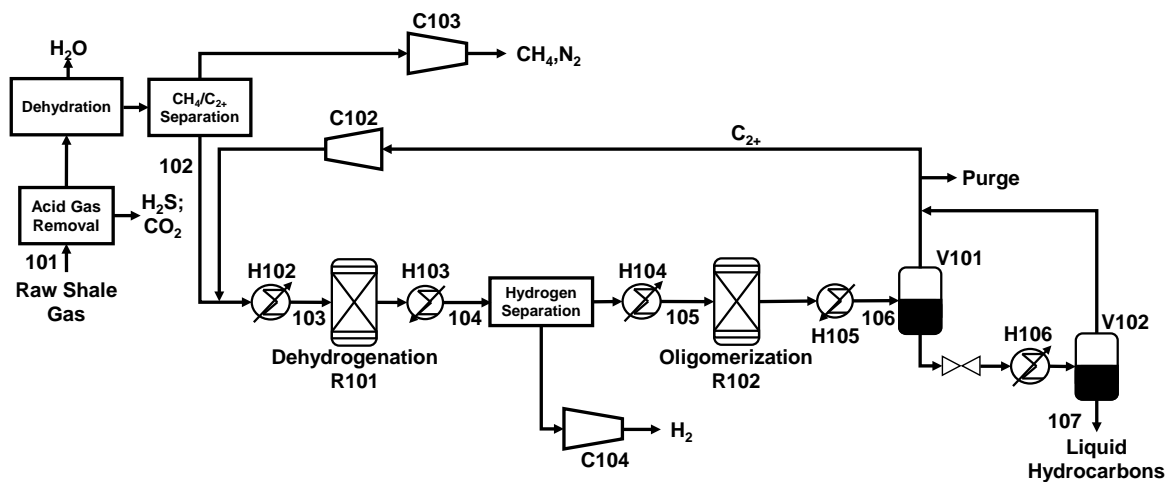 C103
H₂O
CH₄,N₂
Dehydration
CH₄/C₂₊
Separation
C102
C₂₊
102
Purge
Acid Gas
Removal
H₂S;
CO₂
101
Raw Shale
Gas
H102
103
H103
104
Hydrogen
Separation
H104
105
H105
106
V101
Dehydrogenation
R101
Oligomerization
R102
H106
V102
C104
H₂
107
Liquid
Hydrocarbons